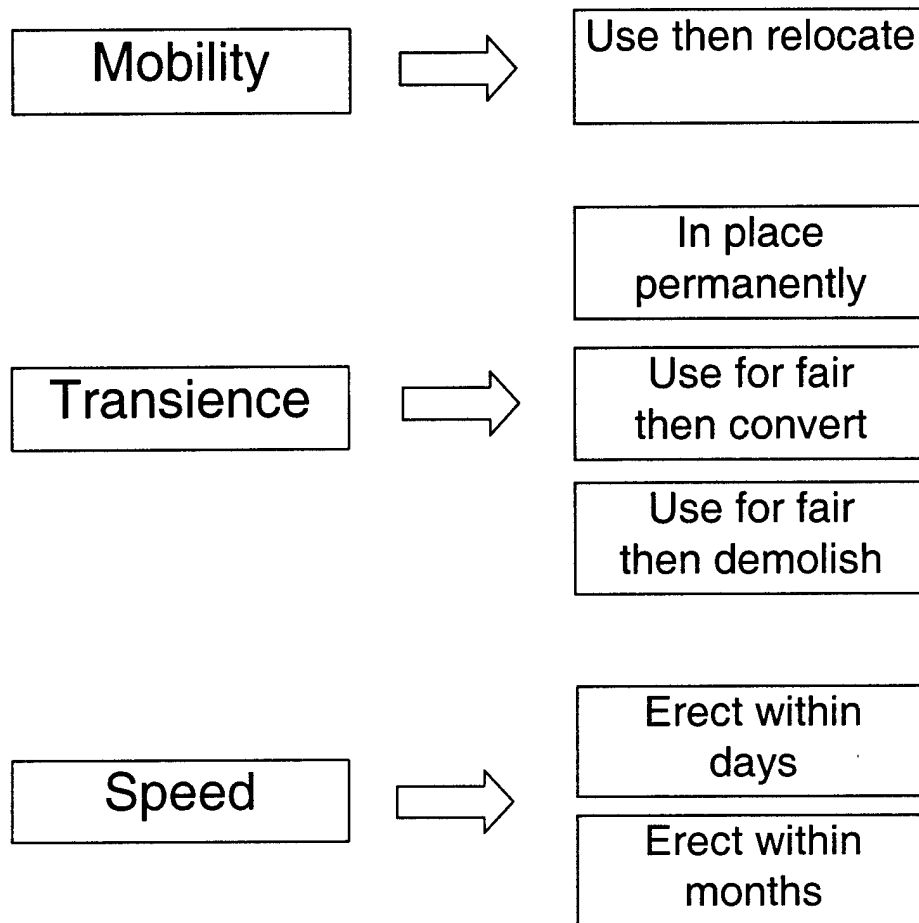 Mobility
Use then relocate
In place
permanently
Transience
Use for fair
then convert
Use for fair
then demolish
Speed
Erect within
days
Erect within
months